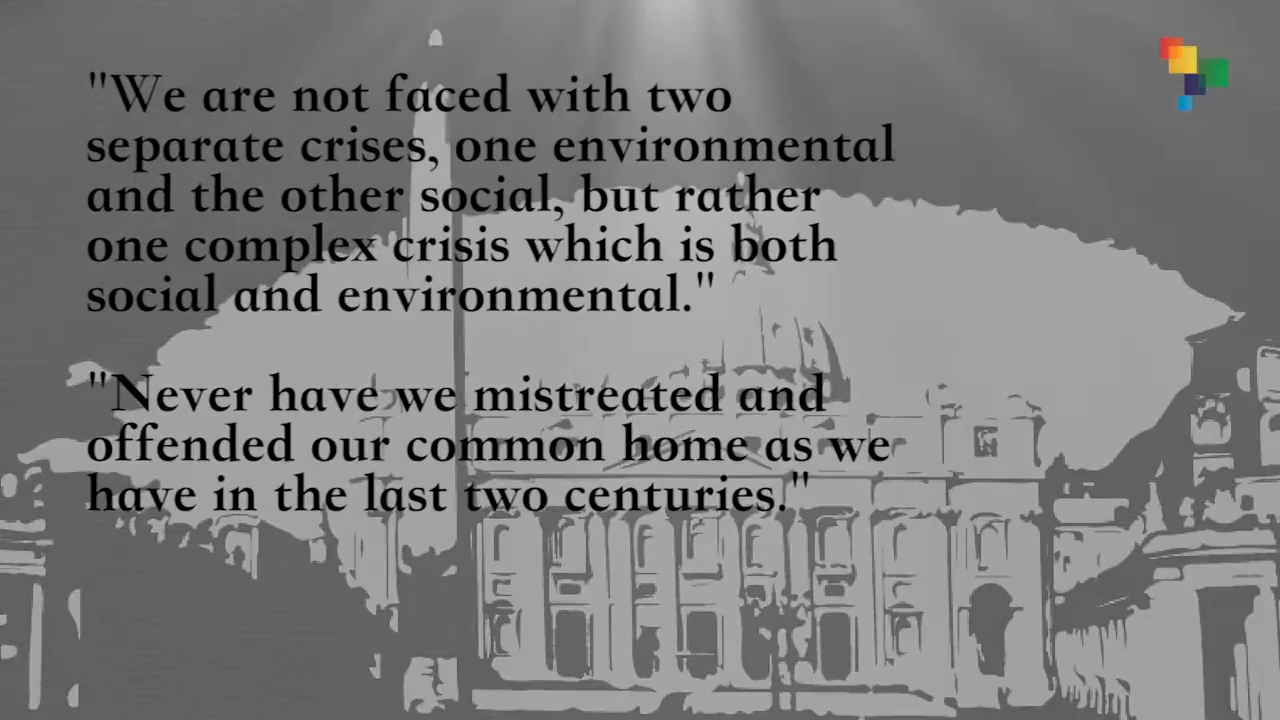 "We are not faced with two
separate crises, one environmental
and the other social, but rather
one complex crisis which is both
social and environmental."
"Never have we mistreated and
offended our common home as we
have in the last two centuries."